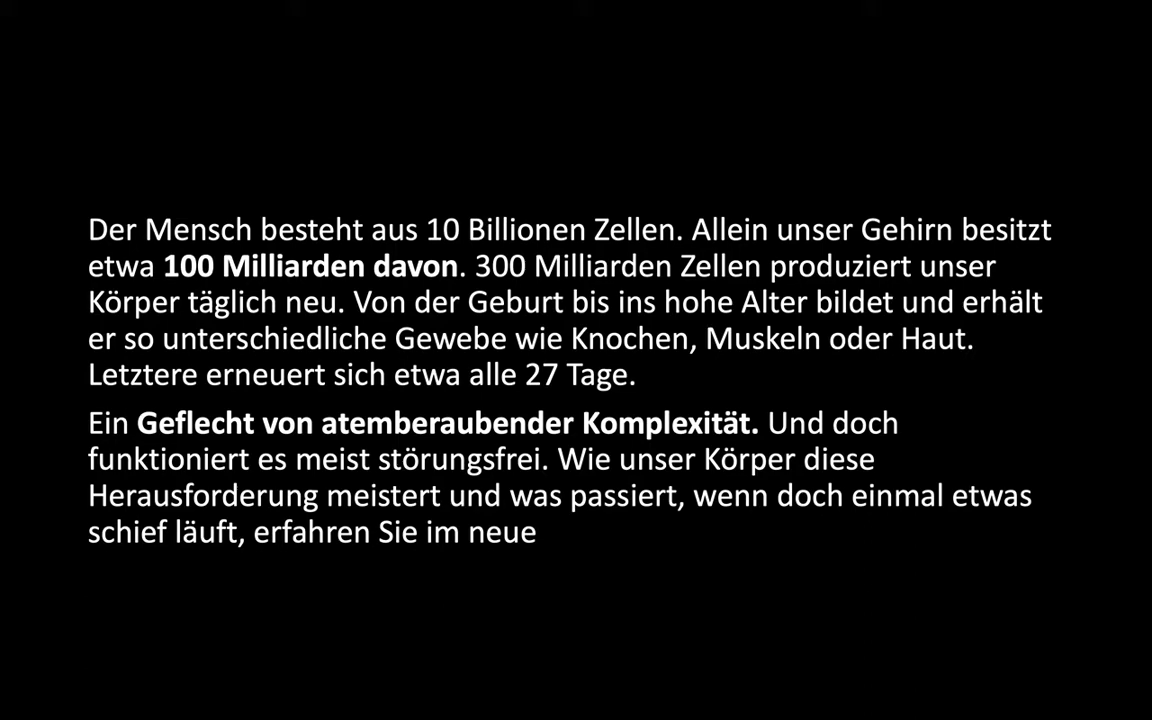 Der Mensch besteht aus 10 Billionen Zellen. Allein unser Gehirn besitzt
etwa 100 Milliarden davon. 300 Milliarden Zellen produziert unser
Körper täglich neu. Von der Geburt bis ins hohe Alter bildet und erhält
er so unterschiedliche Gewebe wie Knochen, Muskeln oder Haut.
Letztere erneuert sich etwa alle 27 Tage.
Ein Geflecht von atemberaubender Komplexität. Und doch
funktioniert es meist störungsfrei. Wie unser Körper diese
Herausforderung meistert und was passiert, wenn doch einmal etwas
schief läuft, erfahren Sie im neue